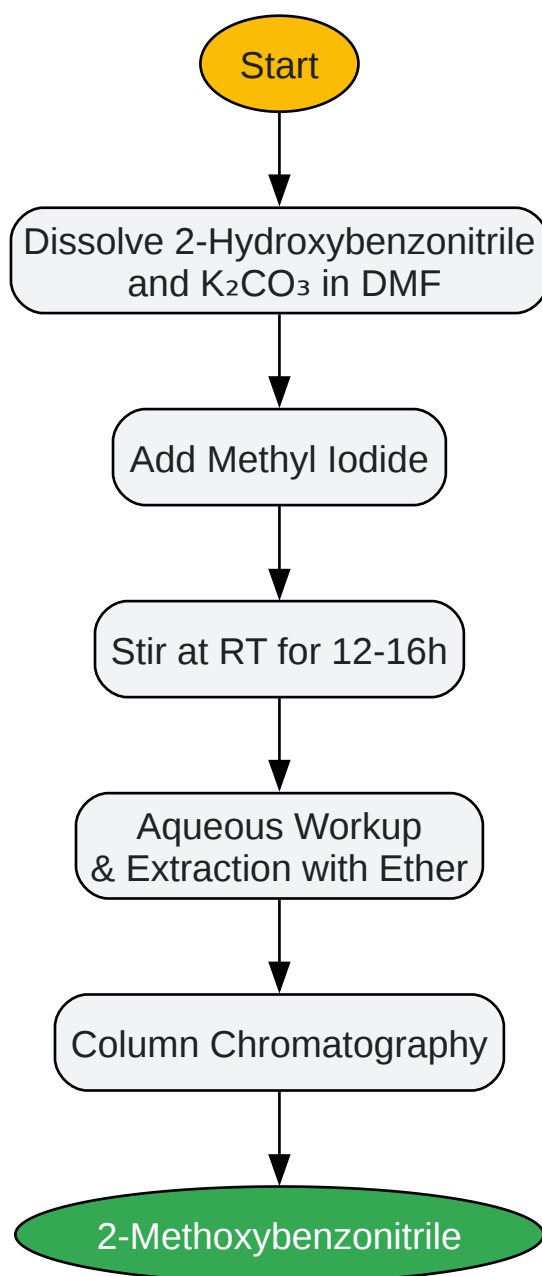 Start
Dissolve 2-Hydroxybenzonitrile
and K₂CO₃ in DMF
Add Methyl Iodide
Stir at RT for 12-16h
Aqueous Workup
& Extraction with Ether
Column Chromatography
2-Methoxybenzonitrile